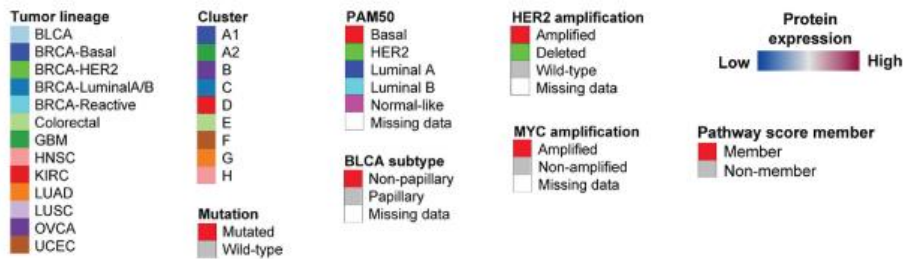 Tumor lineage
BLCA
BRCA-Basal
BRCA-HER2
BRCA-LuminalA/B
BRCA-Reactive
Colorectal
GBM
HNSC
KIRC
LUAD
LUSC
OVCA
UCEC
Cluster
A1
A2
B
C
D
E
F
G
H
Mutation
Mutated
Wild-type
PAM50
Basal
HER2
Luminal A
Luminal B
Normal-like
Missing data
BLCA subtype
Non-papillary
Papillary
Missing data
HER2 amplification
Amplified
Deleted
Wild-type
Missing data
MYC amplification
Amplified
Non-amplified
Missing data
Protein
expression
Low High
Pathway score member
Member
Non-member